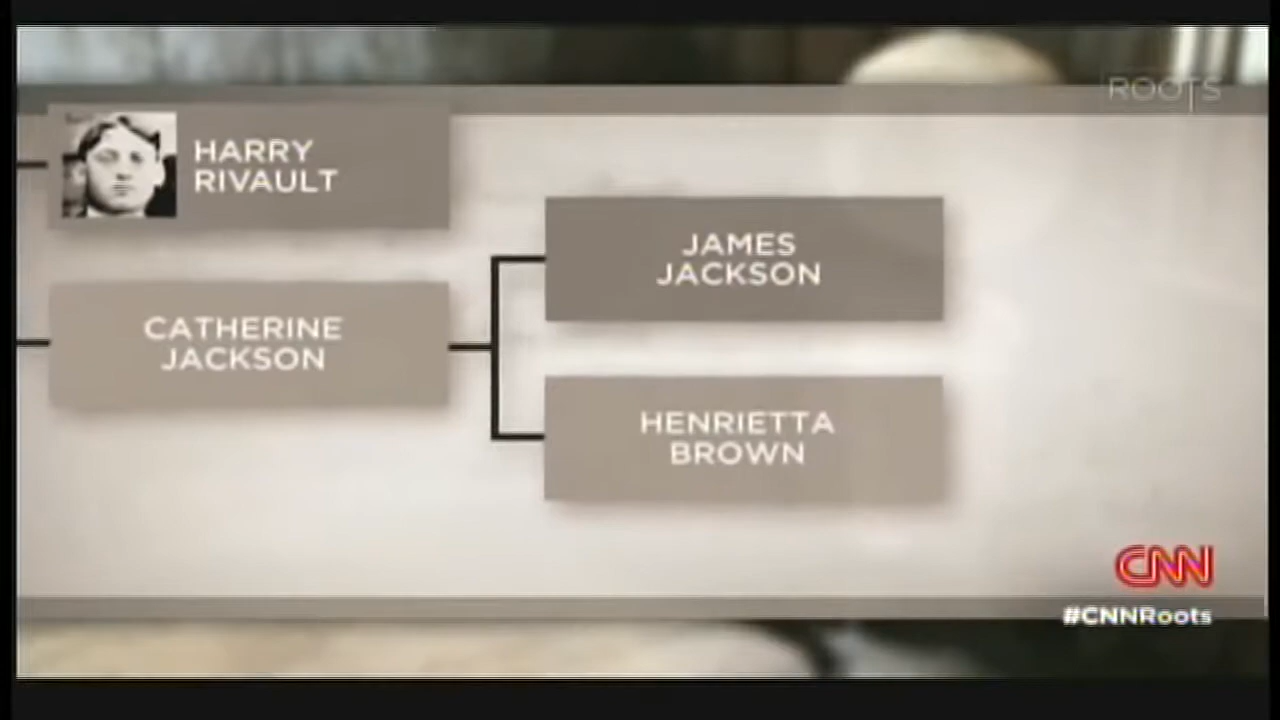 ROOTS
HARRY
RIVAULT
JAMES
JACKSON
CATHERINE
JACKSON
HENRIETTA
BROWN
CNN
#CNNRoots